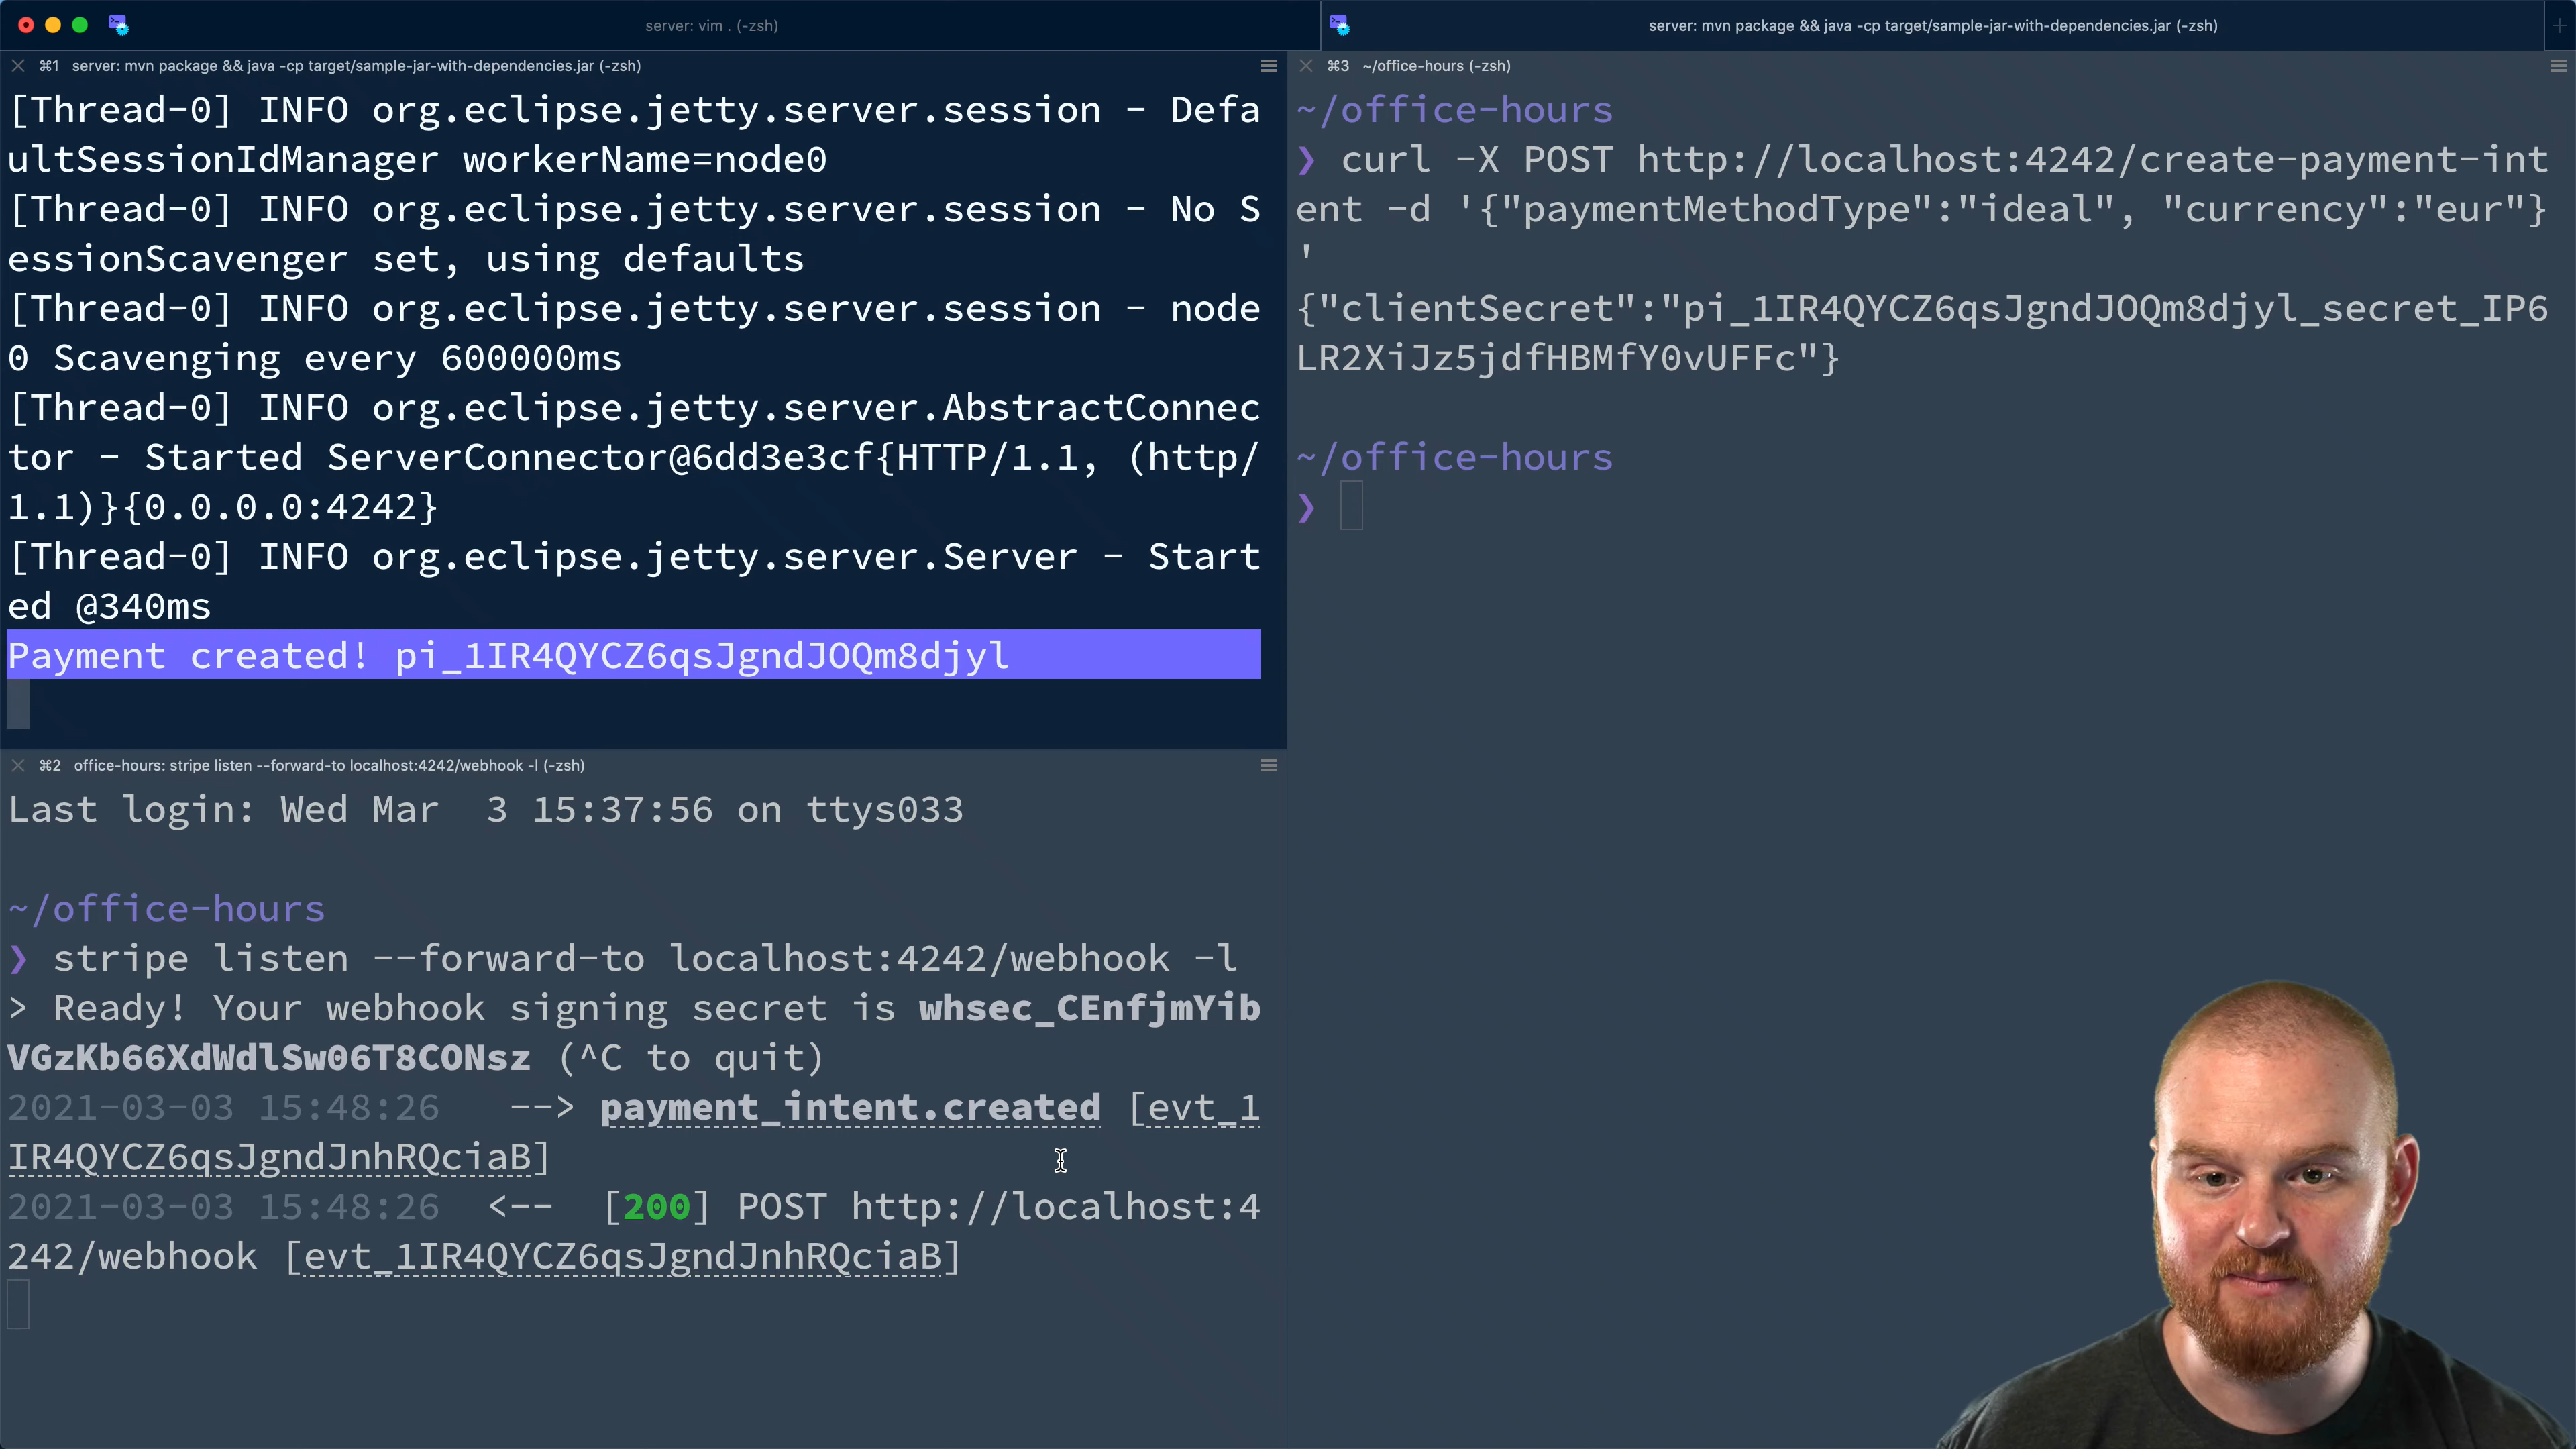 server: vim . (-zsh)
server: mvn package && java -cp target/sample-jar-with-dependencies.jar (-zsh)
⌘1 server: mvn package && java -cp target/sample-jar-with-dependencies.jar (-zsh)
[Thread-0] INFO org.eclipse.jetty.server.session - Defa
ultSessionIdManager workerName=node0
[Thread-0] INFO org.eclipse.jetty.server.session - No S
essionScavenger set, using defaults
[Thread-0] INFO org.eclipse.jetty.server.session - node
0 Scavenging every 600000ms
[Thread-0] INFO org.eclipse.jetty.server.AbstractConnec
tor - Started ServerConnector@6dd3e3cf{HTTP/1.1, (http/
1.1)}{0.0.0.0:4242}
[Thread-0] INFO org.eclipse.jetty.server.Server - Start
ed @340ms
Payment created! pi_1IR4QYCZ6qsJgndJOQm8djyl
⌘2 office-hours: stripe listen --forward-to localhost:4242/webhook -l (-zsh)
Last login: Wed Mar  3 15:37:56 on ttys033
~/office-hours
❯ stripe listen --forward-to localhost:4242/webhook -l
> Ready! Your webhook signing secret is whsec_CEnfjmYib
VGzKb66XdWdlSw06T8CONsz (^C to quit)
2021-03-03 15:48:26   --> payment_intent.created [evt_1
IR4QYCZ6qsJgndJnhRQciaB]
2021-03-03 15:48:26  <--  [200] POST http://localhost:4
242/webhook [evt_1IR4QYCZ6qsJgndJnhRQciaB]
⌘3 ~/office-hours (-zsh)
~/office-hours
❯ curl -X POST http://localhost:4242/create-payment-int
ent -d '{"paymentMethodType":"ideal", "currency":"eur"}
'
{"clientSecret":"pi_1IR4QYCZ6qsJgndJOQm8djyl_secret_IP6
LR2XiJz5jdfHBMfY0vUFFc"}
~/office-hours
❯